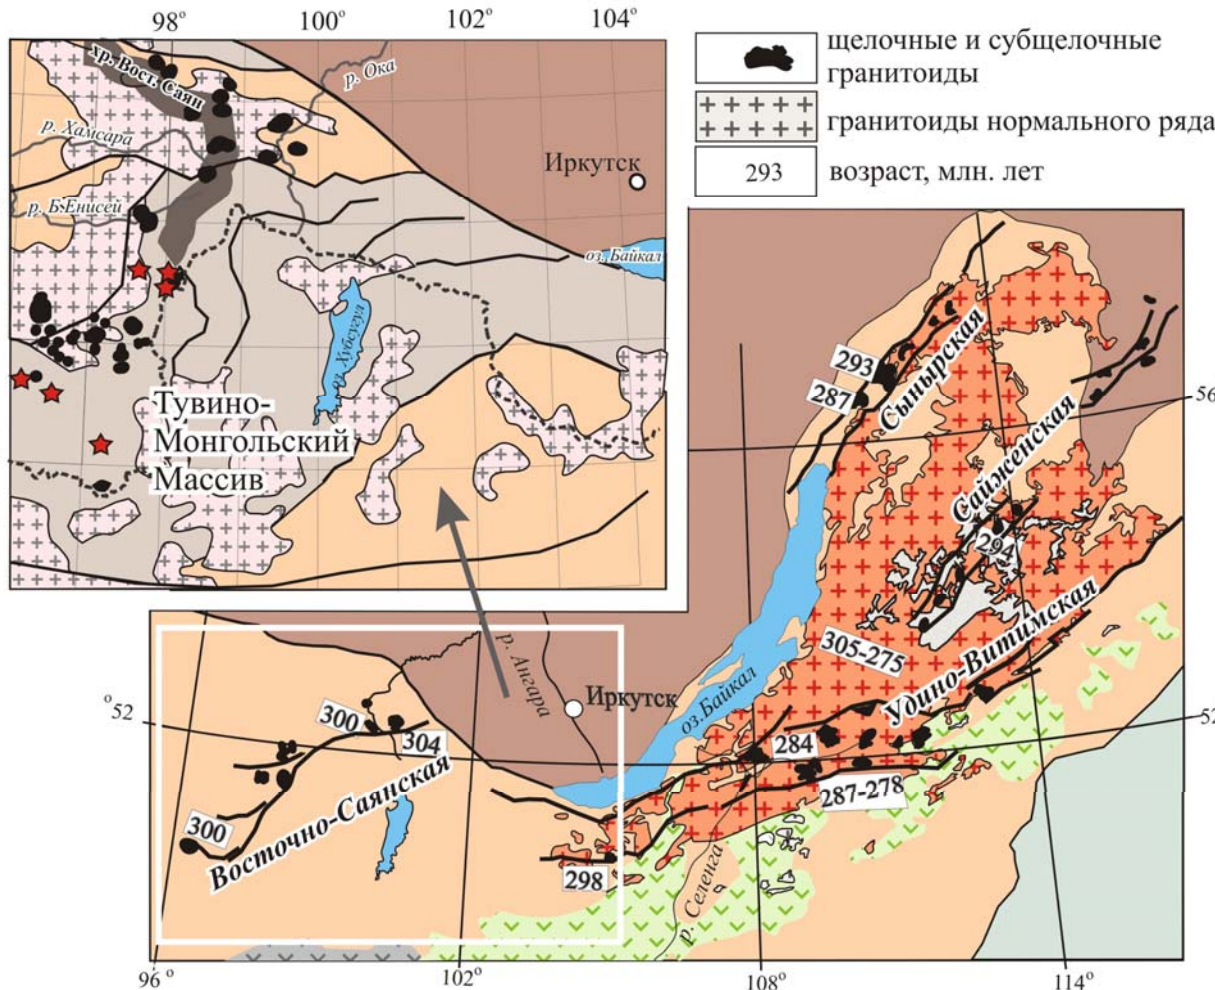 98°
100°
102°
104°
хр. Вост. Саян
р. Ока
р. Хамсара
Иркутск
р. Б.Енисей
оз. Байкал
оз. Хубсугул
Тувино-
Монгольский
Массив
щелочные и субщелочные
гранитоиды
гранитоиды нормального ряда
293
возраст, млн. лет
293
287
Сынырская
56
Сайженская
294
305-275
Удино-Витимская
р. Ангара
Иркутск
оз.Байкал
° 52
52
300
304
284
287-278
300
Восточно-Саянская
298
р. Селенга
96°
102°
108°
114°